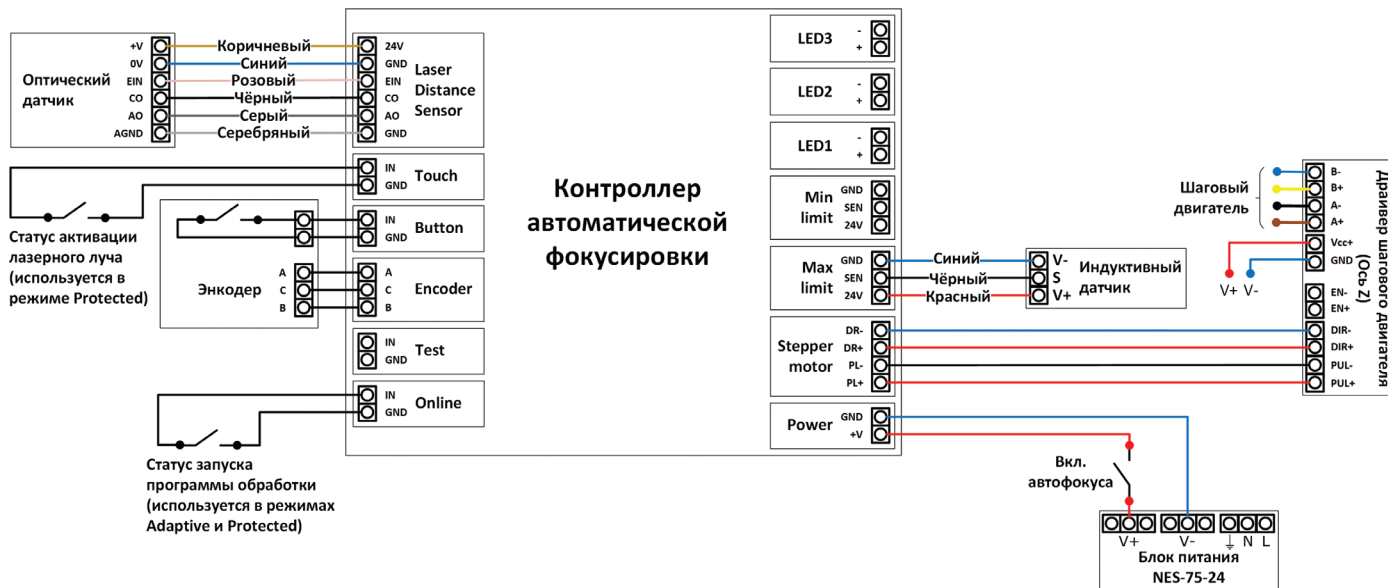 Оптический
датчик
+V
0V
EIN
CO
AO
AGND
Коричневый
Синий
Розовый
Чёрный
Серый
Серебряный
24V
GND
EIN
CO
AO
GND
Laser
Distance
Sensor
IN
GND
Touch
IN
GND
Button
Статус активации
лазерного луча
(используется в
режиме Protected)
Энкодер
A
C
B
A
C
B
Encoder
IN
GND
Test
IN
GND
Online
Статус запуска
программы обработки
(используется в режимах
Adaptive и Protected)
Контроллер
автоматической
фокусировки
LED3
-
+
LED2
-
+
LED1
-
+
Min
limit
GND
SEN
24V
Max
limit
GND
SEN
24V
Синий
Чёрный
Красный
V-
S
V+
Индуктивный
датчик
Stepper
motor
DR-
DR+
PL-
PL+
Power
GND
+V
Вкл.
автофокуса
V+
V-
N
L
Блок питания
NES-75-24
Шаговый
двигатель
V+
V-
B-
B+
A-
A+
Vcc+
GND
EN-
EN+
DIR-
DIR+
PUL-
PUL+
Драйвер шагового двигателя
(Ось Z)